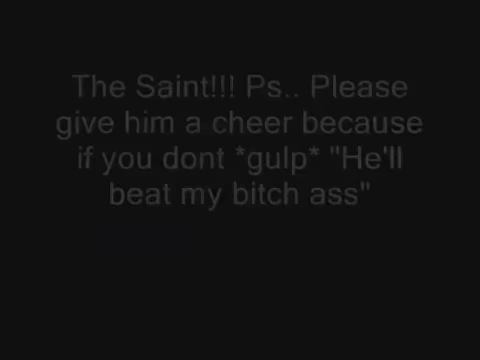 The Saint!!! Ps.. Please
give him a cheer because
if you dont *gulp* "He'll
beat my bitch ass"